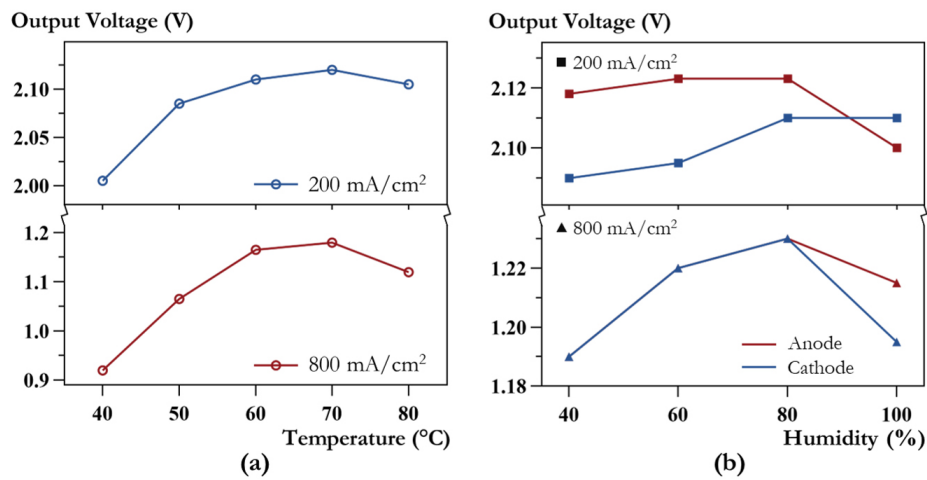 Output Voltage (V)
2.10
2.05
2.00
200 mA/cm²
1.2
1.1
1.0
0.9
800 mA/cm²
40 50 60 70 80
Temperature (°C)
(a)
Output Voltage (V)
200 mA/cm²
2.12
2.10
800 mA/cm²
1.22
1.20
1.18
Anode
Cathode
40 60 80 100
Humidity (%)
(b)